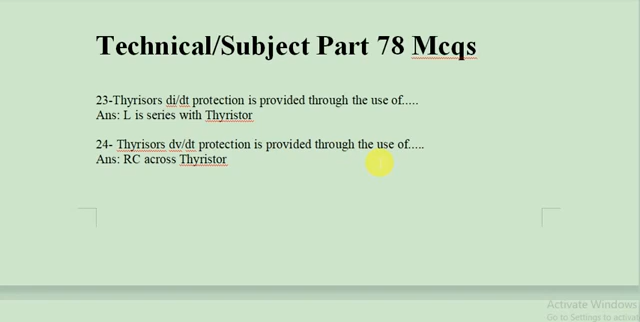 Technical/Subject Part 78 Mcqs
23-Thyrisors di/dt protection is provided through the use of.....
Ans: L is series with Thyristor
24- Thyrisors dv/dt protection is provided through the use of.....
Ans: RC across Thyristor
Activate Windows
Go to Settings to activat